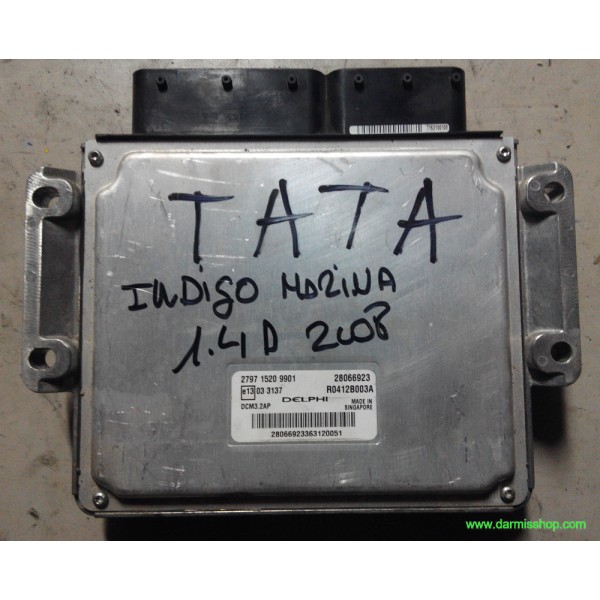 TATA
INDIGO MARINA
1.4 D 2008
2797 1520 9901 28066923
e13 03 3137 R0412B003A
DCM3.2AP DELPHI MADE IN SINGAPORE
28066923363120051
www.darmisshop.com